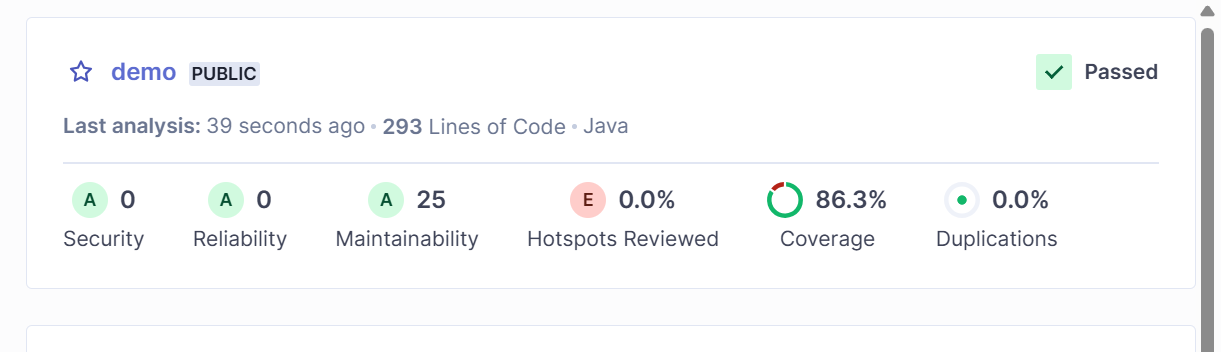 demo PUBLIC Passed
Last analysis: 39 seconds ago • 293 Lines of Code • Java
A 0 A 0 A 25 E 0.0% 86.3% 0.0%
Security Reliability Maintainability Hotspots Reviewed Coverage Duplications